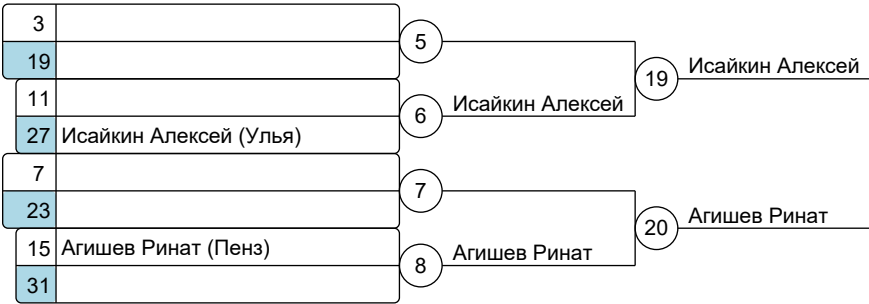 3
5
19
19 Исайкин Алексей
11
6 Исайкин Алексей
27 Исайкин Алексей (Улья)
7
7
23
20 Агишев Ринат
15 Агишев Ринат (Пенз)
8 Агишев Ринат
31